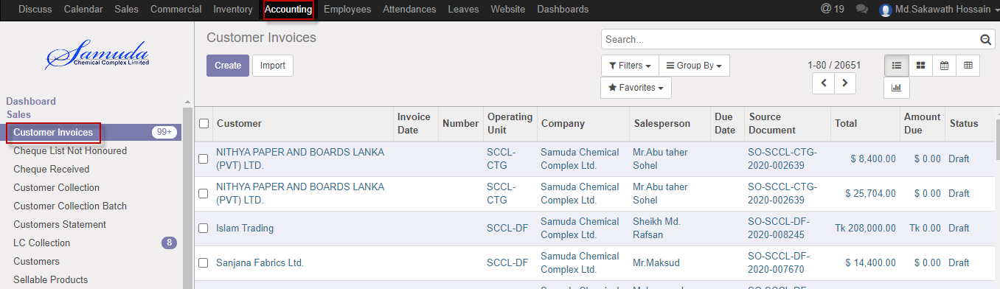 Discuss Calendar Sales Commercial Inventory Accounting Employees Attendances Leaves Website Dashboards @ 19 Md.Sakawath Hossain
Samuda
Chemical Complex Limited
Dashboard
Sales
Customer Invoices 99+
Cheque List Not Honoured
Cheque Received
Customer Collection
Customer Collection Batch
Customers Statement
LC Collection 8
Customers
Sellable Products
Customer Invoices
Search...
Create Import
Filters Group By
1-80 / 20651
Favorites
Customer Invoice Date Number Operating Unit Company Salesperson Due Date Source Document Total Amount Due Status
NITHYA PAPER AND BOARDS LANKA (PVT) LTD. SCCL-CTG Samuda Chemical Complex Ltd. Mr.Abu taher Sohel SO-SCCL-CTG-2020-002639 $ 8,400.00 $ 0.00 Draft
NITHYA PAPER AND BOARDS LANKA (PVT) LTD. SCCL-CTG Samuda Chemical Complex Ltd. Mr.Abu taher Sohel SO-SCCL-CTG-2020-002639 $ 25,704.00 $ 0.00 Draft
Islam Trading SCCL-DF Samuda Chemical Complex Ltd. Sheikh Md. Rafsan SO-SCCL-DF-2020-008245 Tk 208,000.00 Tk 0.00 Draft
Sanjana Fabrics Ltd. SCCL-DF Samuda Chemical Complex Ltd. Mr.Maksud SO-SCCL-DF-2020-007670 $ 14,400.00 $ 0.00 Draft